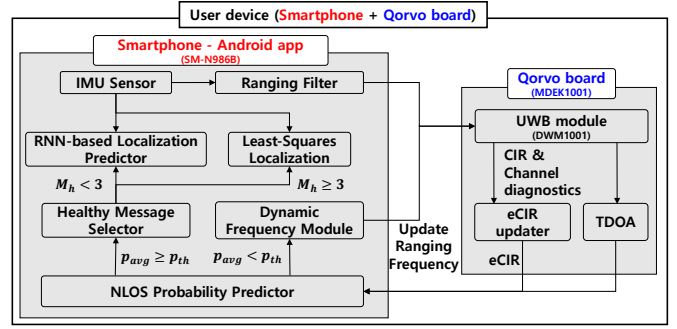 User device (Smartphone + Qorvo board)
Smartphone - Android app
(SM-N986B)
IMU Sensor
Ranging Filter
RNN-based Localization
Predictor
Least-Squares
Localization
M_h < 3
M_h ≥ 3
Healthy Message
Selector
Dynamic
Frequency Module
p_avg ≥ p_th
p_avg < p_th
NLOS Probability Predictor
Update
Ranging
Frequency
Qorvo board
(MDEK1001)
UWB module
(DWM1001)
CIR &
Channel
diagnostics
eCIR
updater
TDOA
eCIR